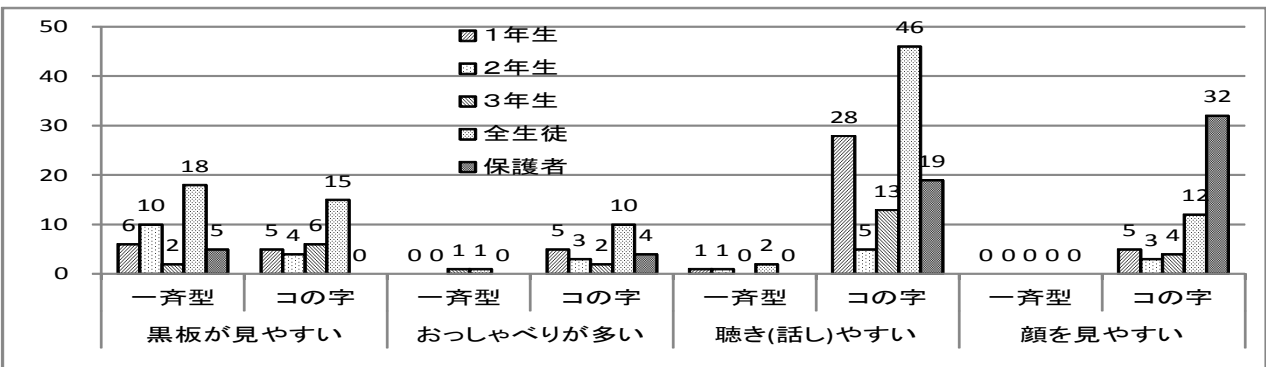 50
40
30
20
10
0
1年生
2年生
3年生
全生徒
保護者
6 10 2 18 5
5 4 6 15 0
0 0 1 1 0
5 3 2 10 4
1 1 0 2 0
28 5 13 46 19
0 0 0 0 0
5 3 4 12 32
一斉型 コの字 一斉型 コの字 一斉型 コの字 一斉型 コの字
黒板が見やすい おっしゃべりが多い 聴き(話し)やすい 顔を見やすい